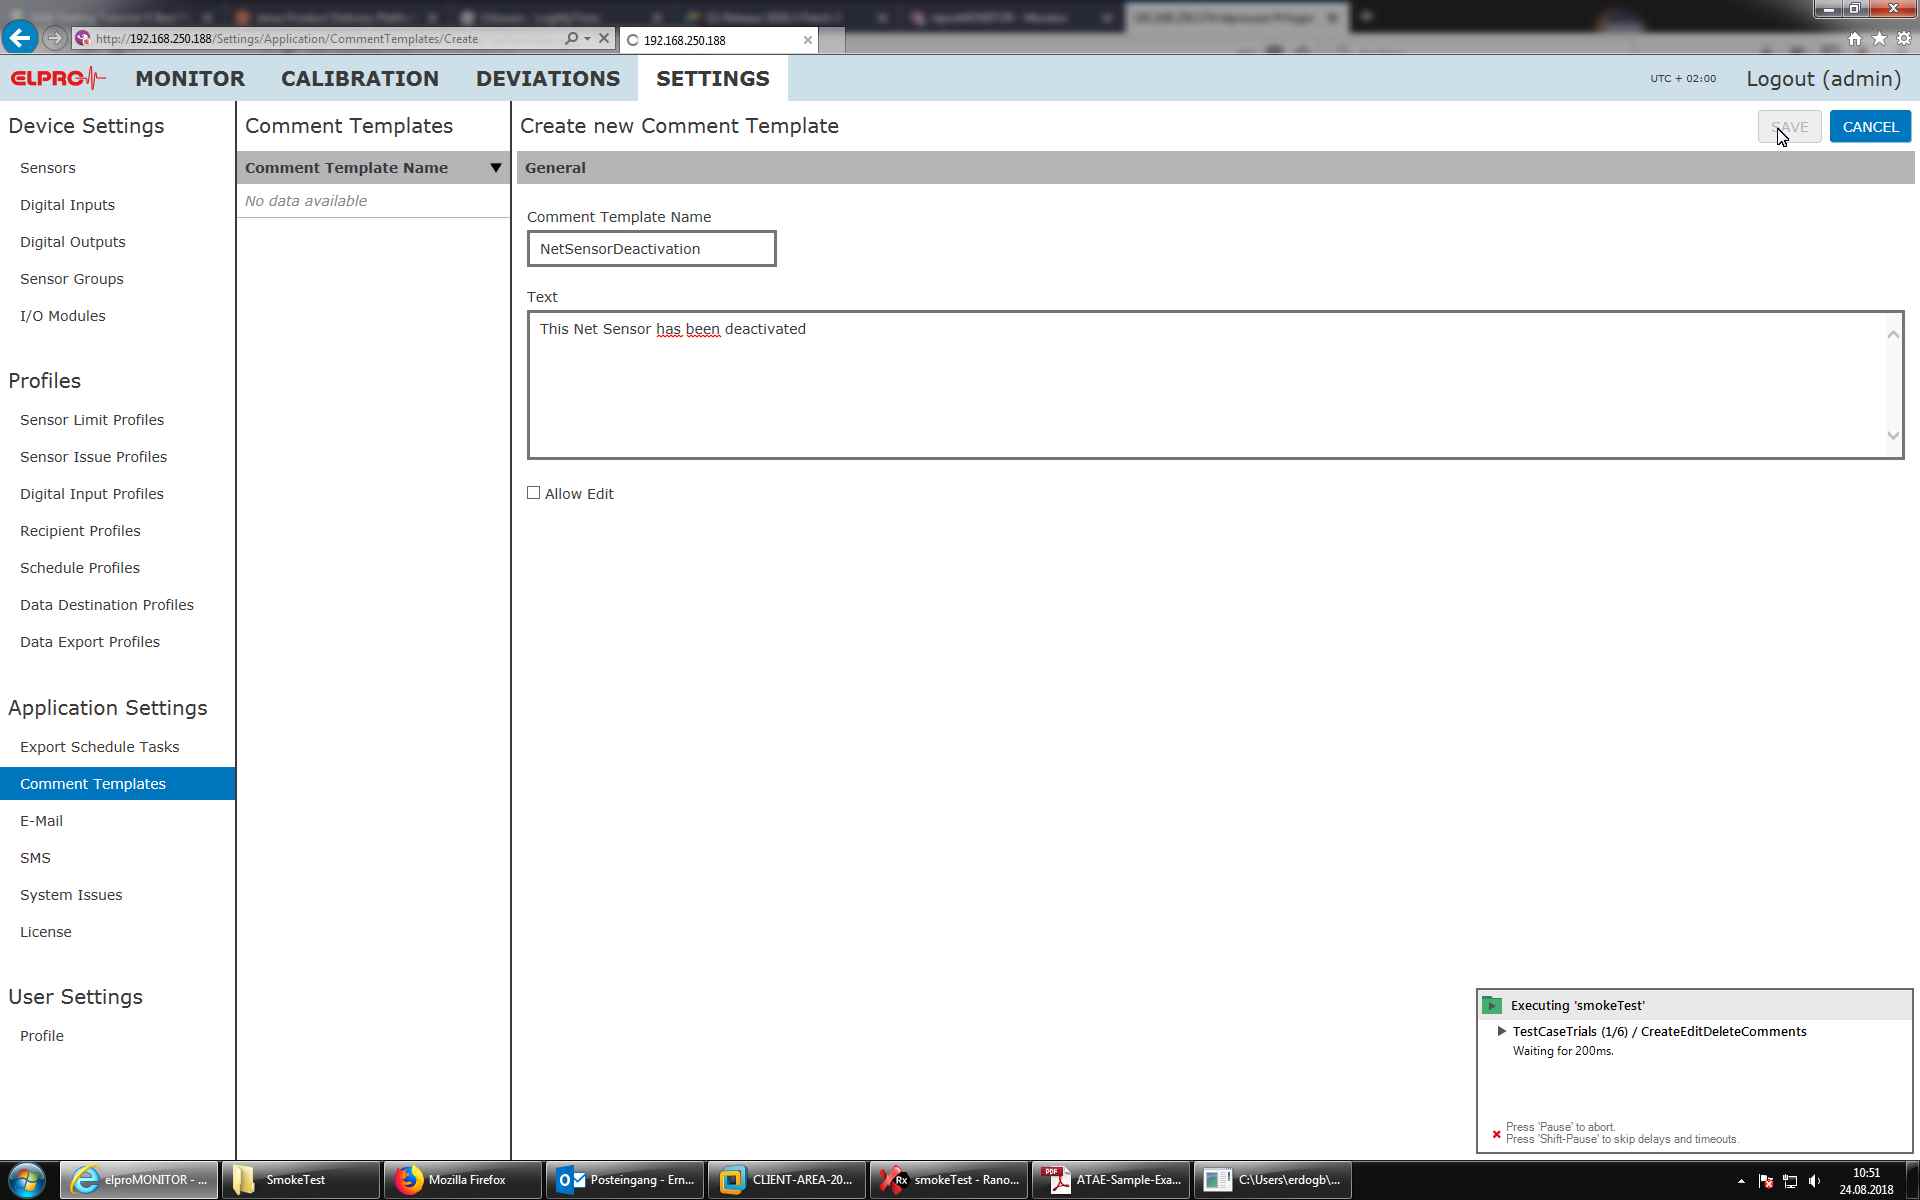 http://192.168.250.188/Settings/Application/CommentTemplates/Create
192.168.250.188
ELPRO
MONITOR
CALIBRATION
DEVIATIONS
SETTINGS
UTC + 02:00
Logout (admin)
Device Settings
Sensors
Digital Inputs
Digital Outputs
Sensor Groups
I/O Modules
Profiles
Sensor Limit Profiles
Sensor Issue Profiles
Digital Input Profiles
Recipient Profiles
Schedule Profiles
Data Destination Profiles
Data Export Profiles
Application Settings
Export Schedule Tasks
Comment Templates
E-Mail
SMS
System Issues
License
User Settings
Profile
Comment Templates
Comment Template Name
No data available
Create new Comment Template
SAVE
CANCEL
General
Comment Template Name
NetSensorDeactivation
Text
This Net Sensor has been deactivated
Allow Edit
Executing 'smokeTest'
TestCaseTrials (1/6) / CreateEditDeleteComments
Waiting for 200ms.
Press 'Pause' to abort.
Press 'Shift-Pause' to skip delays and timeouts.
elproMONITOR - ...
SmokeTest
Mozilla Firefox
Posteingang - Ern...
CLIENT-AREA-20...
Rx
smokeTest - Rano...
PDF
ATAE-Sample-Exa...
C:\Users\erdogb\...
10:51
24.08.2018